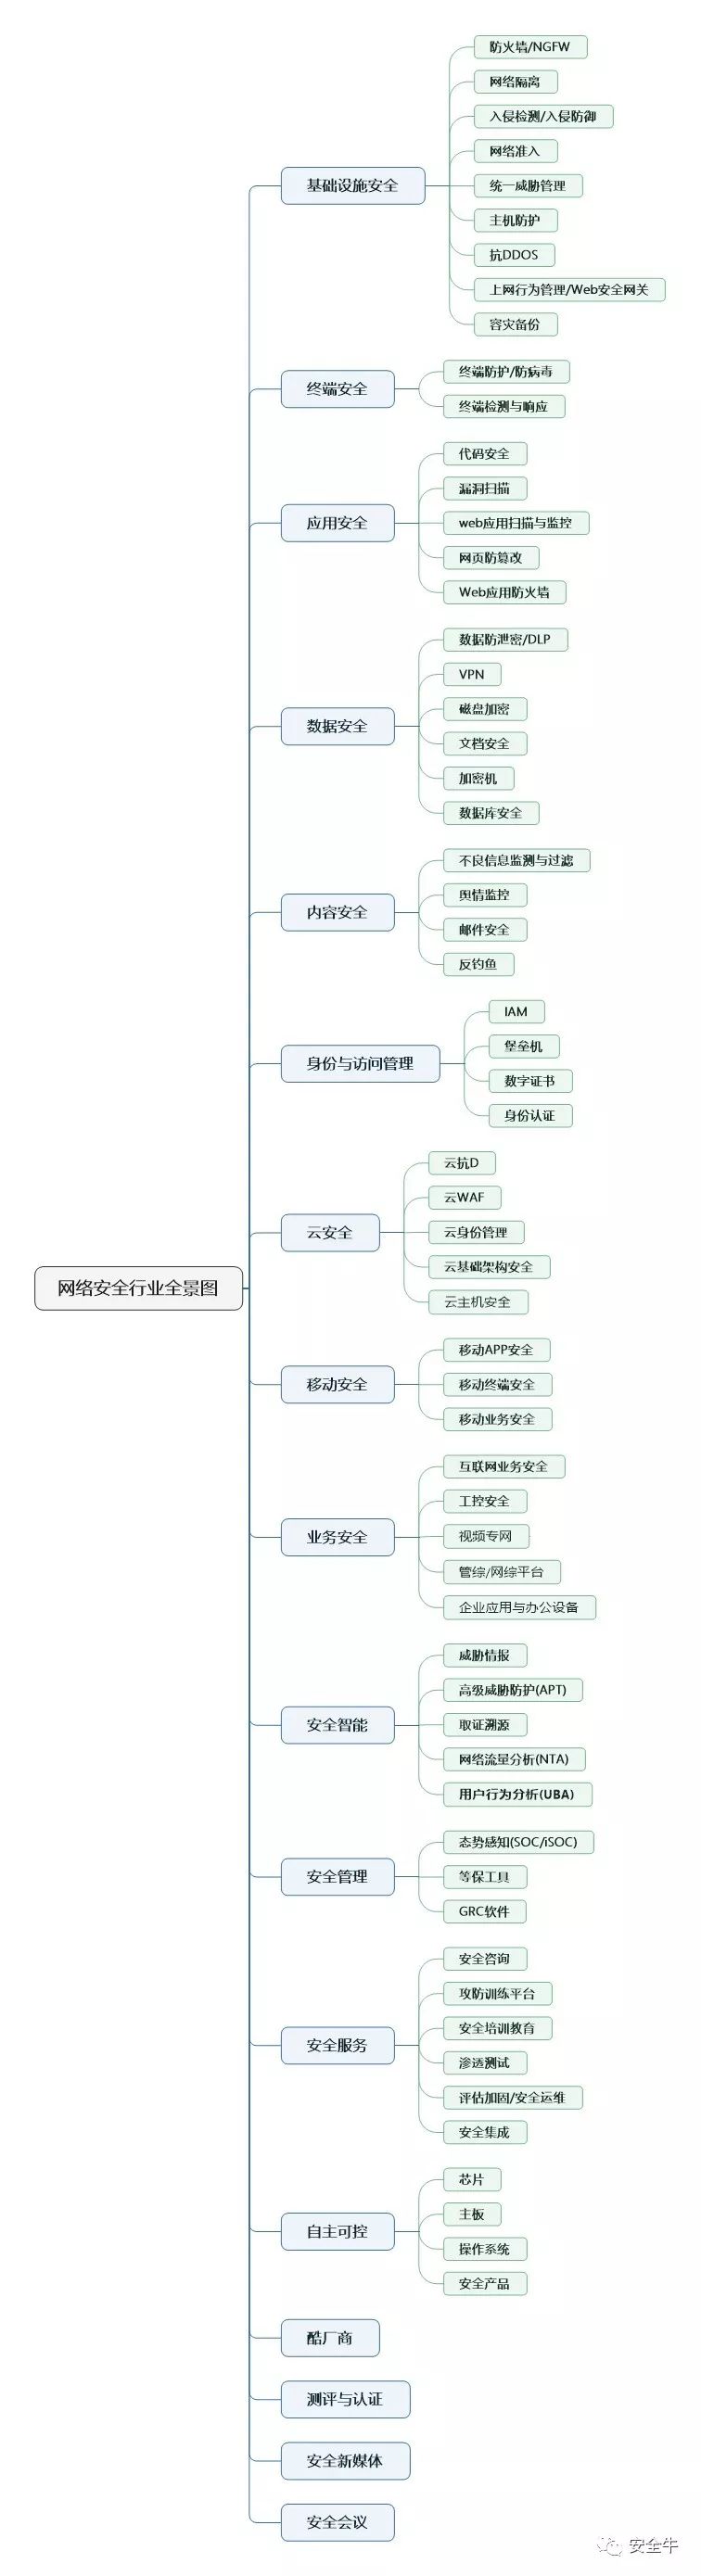 网络安全行业全景图
基础设施安全
防火墙/NGFW
网络隔离
入侵检测/入侵防御
网络准入
统一威胁管理
主机防护
抗DDOS
上网行为管理/Web安全网关
容灾备份
终端安全
终端防护/防病毒
终端检测与响应
应用安全
代码安全
漏洞扫描
web应用扫描与监控
网页防篡改
Web应用防火墙
数据安全
数据防泄密/DLP
VPN
磁盘加密
文档安全
加密机
数据库安全
内容安全
不良信息监测与过滤
舆情监控
邮件安全
反钓鱼
身份与访问管理
IAM
堡垒机
数字证书
身份认证
云安全
云抗D
云WAF
云身份管理
云基础架构安全
云主机安全
移动安全
移动APP安全
移动终端安全
移动业务安全
业务安全
互联网业务安全
工控安全
视频专网
管综/网综平台
企业应用与办公设备
安全智能
威胁情报
高级威胁防护(APT)
取证溯源
网络流量分析(NTA)
用户行为分析(UBA)
安全管理
态势感知(SOC/iSOC)
等保工具
GRC软件
安全服务
安全咨询
攻防训练平台
安全培训教育
渗透测试
评估加固/安全运维
安全集成
自主可控
芯片
主板
操作系统
安全产品
酷厂商
测评与认证
安全新媒体
安全会议
安全牛